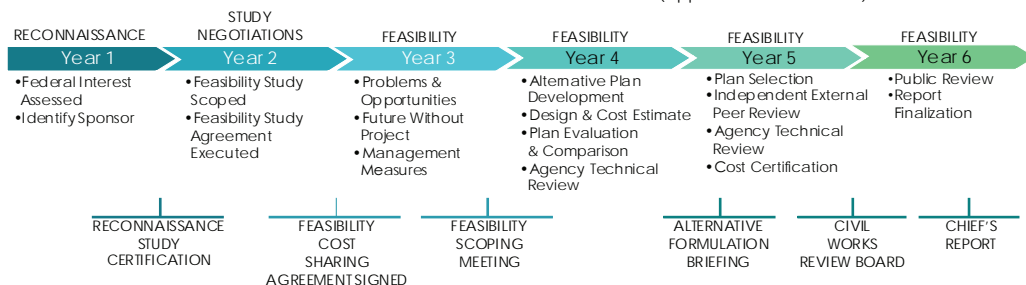 RECONNAISSANCE
Year 1
•Federal Interest
Assessed
•Identify Sponsor
STUDY
NEGOTIATIONS
Year 2
•Feasibility Study
Scoped
•Feasibility Study
Agreement
Executed
FEASIBILITY
Year 3
•Problems &
Opportunities
•Future Without
Project
•Management
Measures
FEASIBILITY
Year 4
•Alternative Plan
Development
•Design & Cost Estimate
•Plan Evaluation
& Comparison
•Agency Technical
Review
FEASIBILITY
Year 5
•Plan Selection
•Independent External
Peer Review
•Agency Technical
Review
•Cost Certification
FEASIBILITY
Year 6
•Public Review
•Report
Finalization
RECONNAISSANCE
STUDY
CERTIFICATION
FEASIBILITY
COST
SHARING
AGREEMENT SIGNED
FEASIBILITY
SCOPING
MEETING
ALTERNATIVE
FORMULATION
BRIEFING
CIVIL
WORKS
REVIEW BOARD
CHIEF'S
REPORT